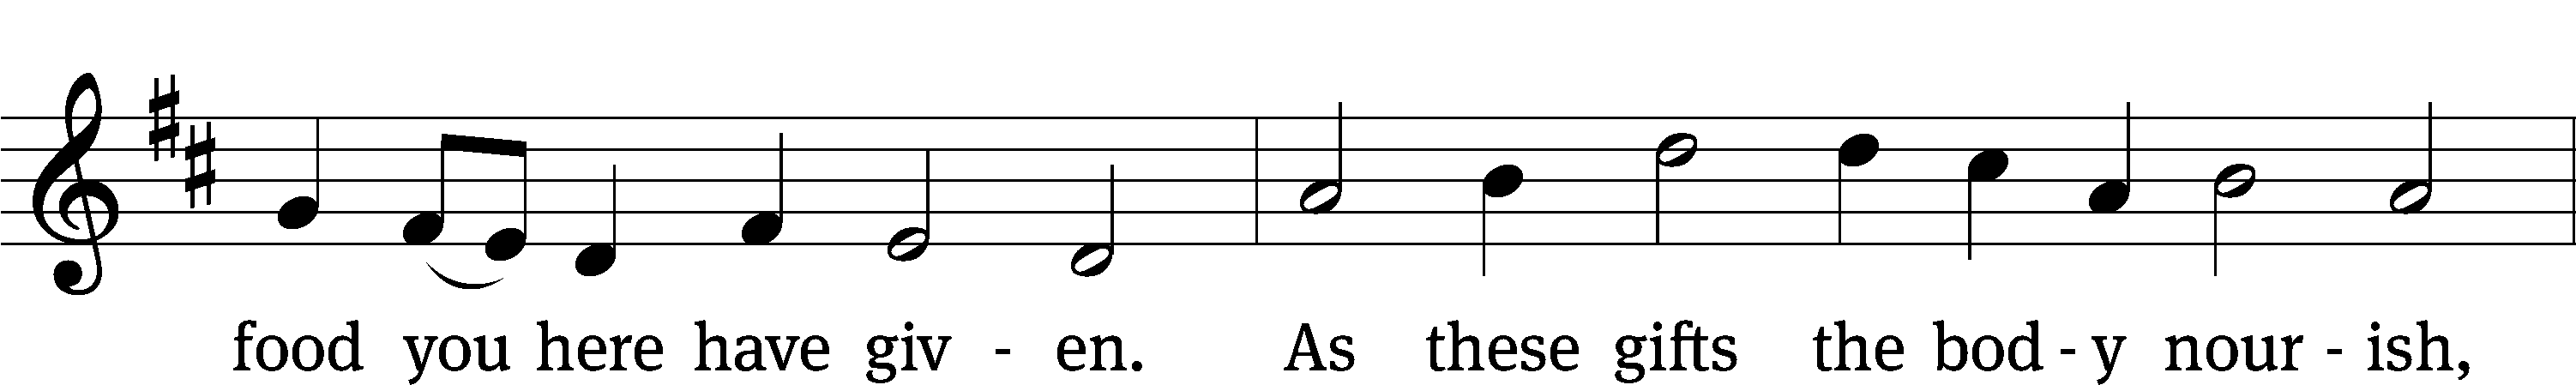 food you here have giv - en. As these gifts the bod - y nour - ish,